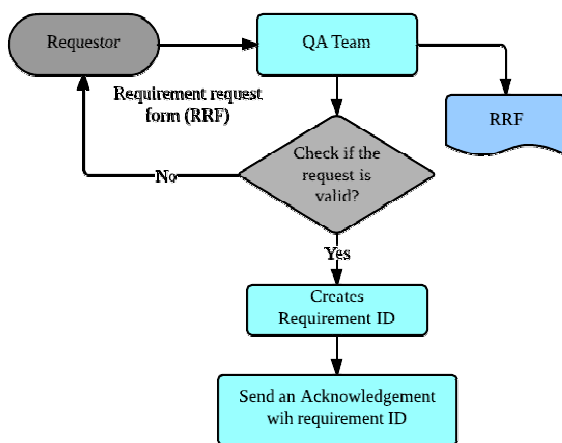 Requestor
QA Team
Requirement request
form (RRF)
RRF
Check if the
request is
valid?
No
Yes
Creates
Requirement ID
Send an Acknowledgement
wih requirement ID